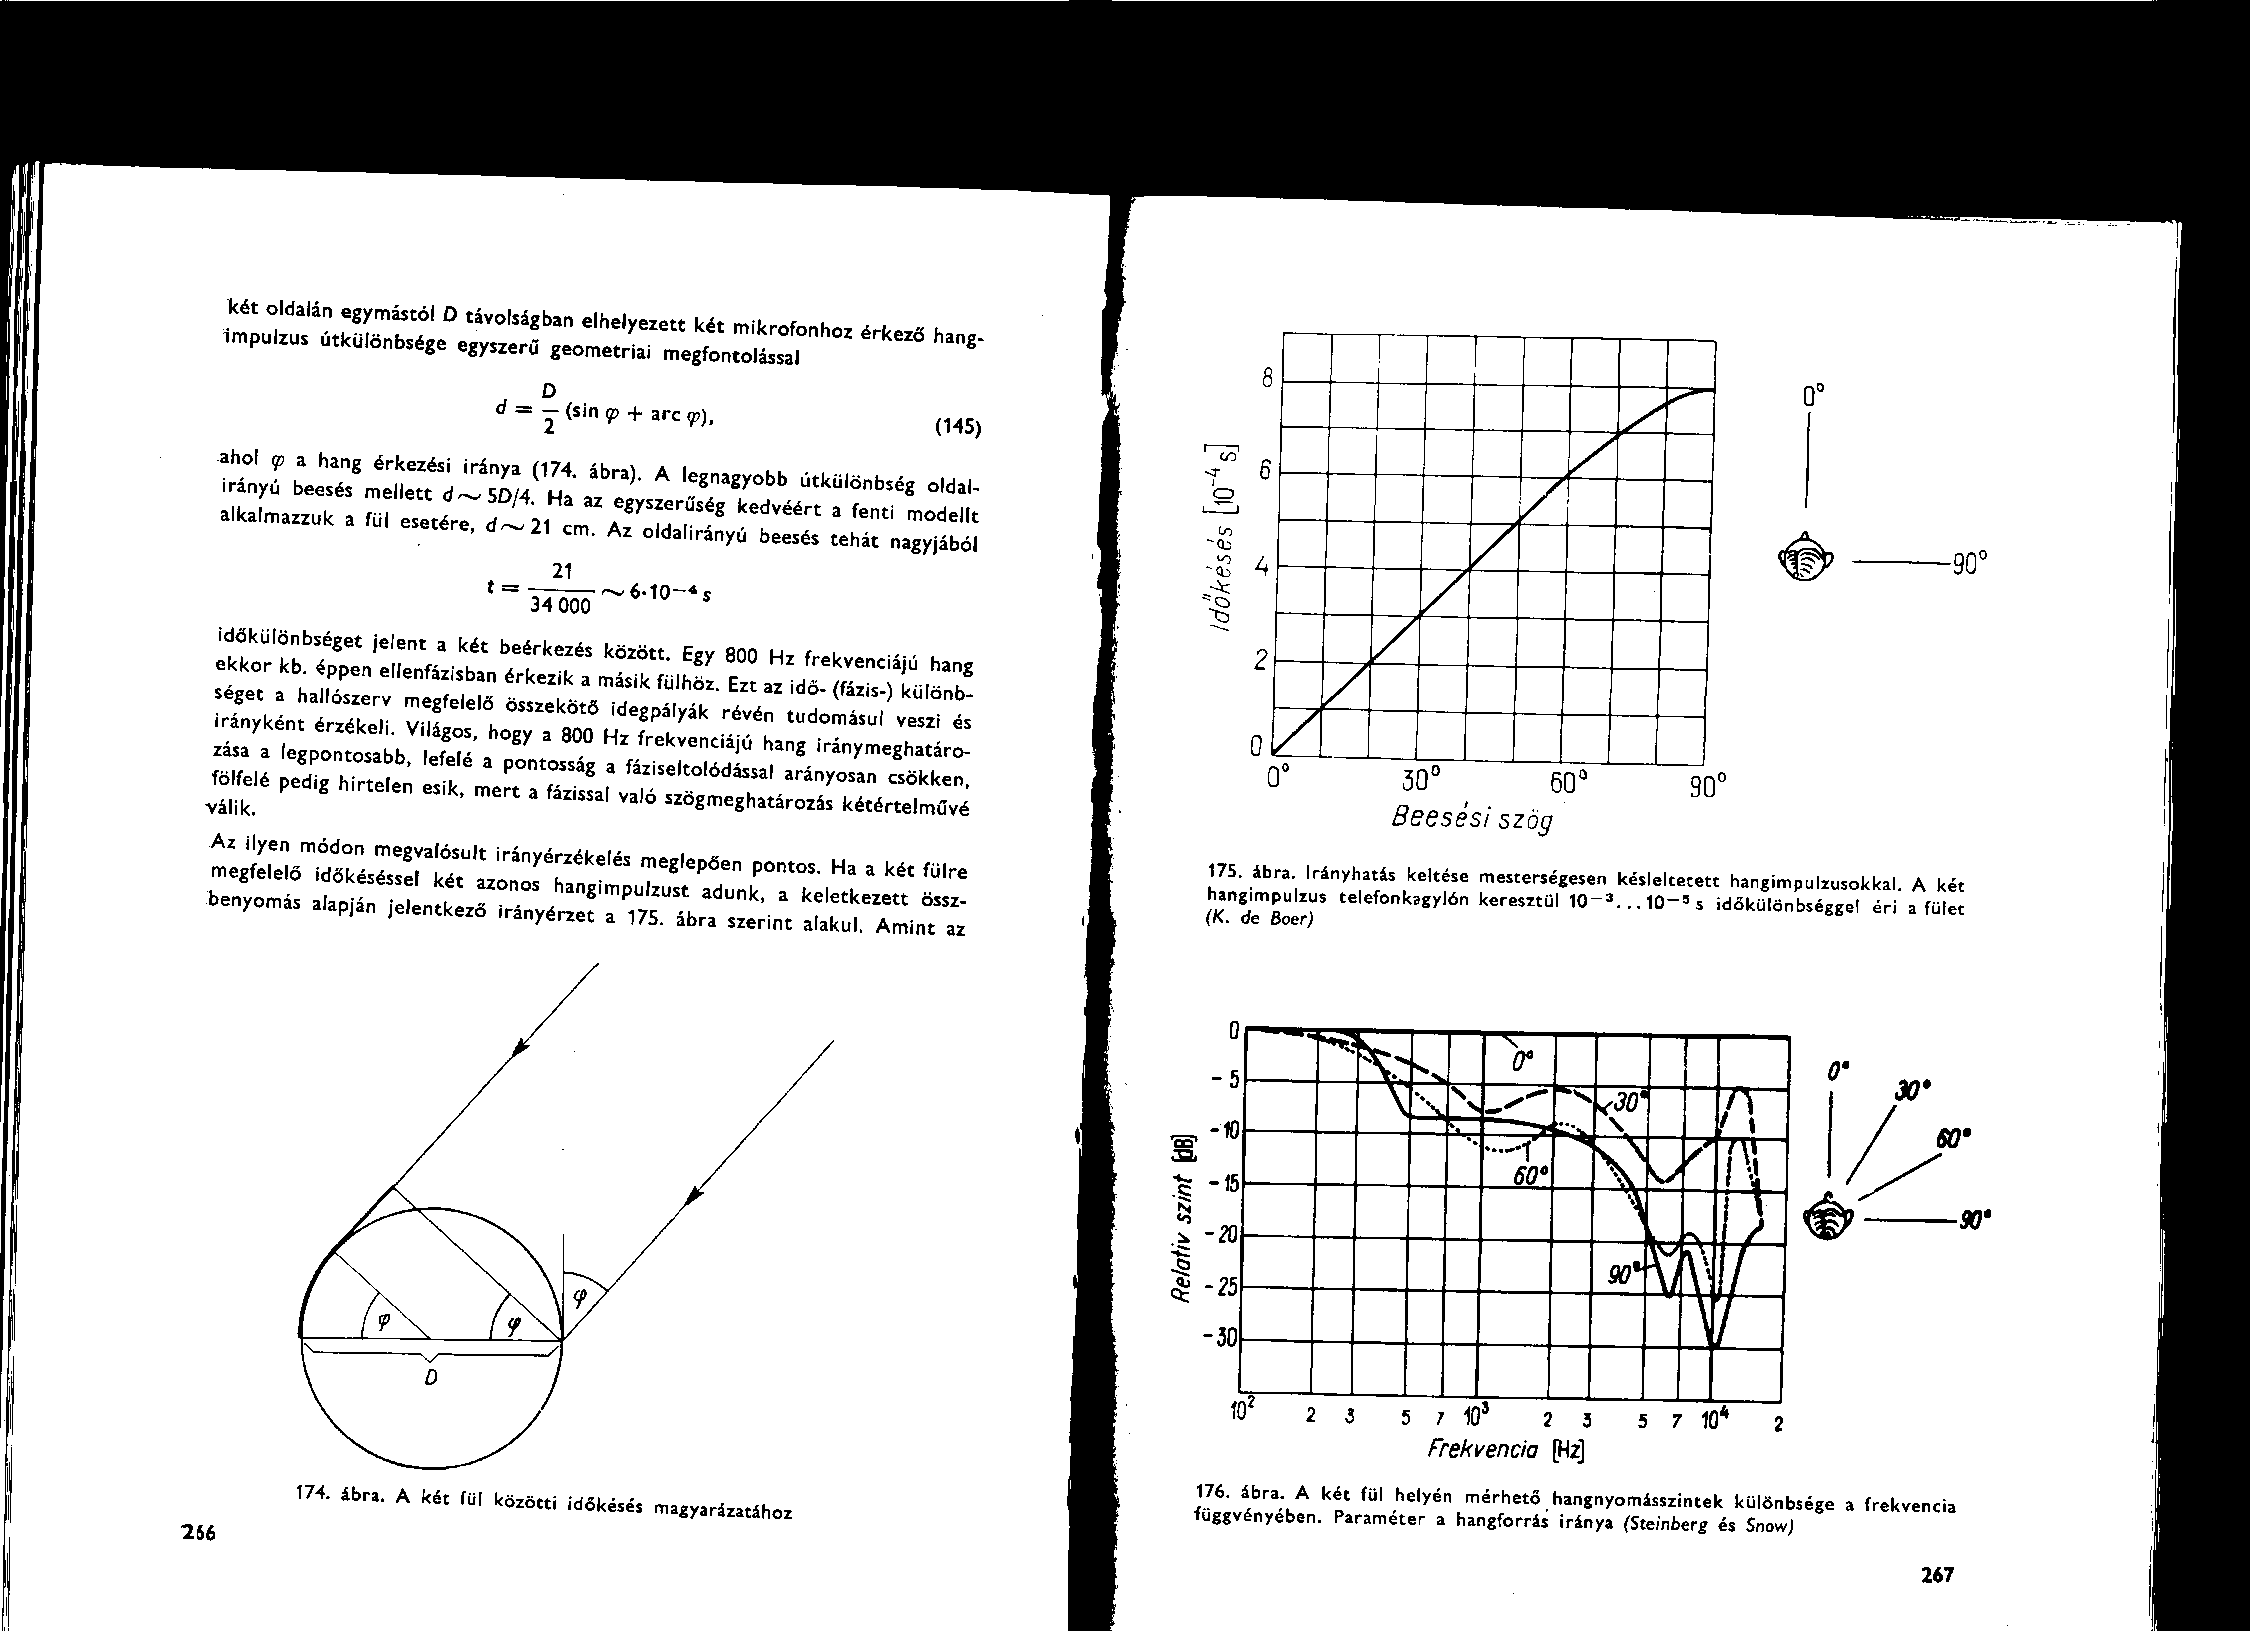 két oldalán egymástól D távolságban elhelyezett két mikrofonhoz érkező hang-
impulzus útkülönbsége egyszerű geometriai megfontolással
d = D/2 (sin φ + arc φ), (145)
ahol φ a hang érkezési iránya (174. ábra). A legnagyobb útkülönbség oldal-
irányú beesés mellett d ∼ 5D/4. Ha az egyszerűség kedvéért a fenti modellt
alkalmazzuk a fül esetére, d ∼ 21 cm. Az oldalirányú beesés tehát nagyjából
t = 21/34 000 ∼ 6·10⁻⁴ s
időkülönbséget jelent a két beérkezés között. Egy 800 Hz frekvenciájú hang
ekkor kb. éppen ellenfázisban érkezik a másik fülhöz. Ezt az idő- (fázis-) különb-
séget a hallószerv megfelelő összekötő idegpályák révén tudomásul veszi és
irányként érzékeli. Világos, hogy a 800 Hz frekvenciájú hang iránymeghatáro-
zása a legpontosabb, lefelé a pontosság a fáziseltolódással arányosan csökken,
fölfelé pedig hirtelen esik, mert a fázissal való szögmeghatározás kétértelművé
válik.
Az ilyen módon megvalósult irányérzékelés meglepően pontos. Ha a két fülre
megfelelő időkéséssel két azonos hangimpulzust adunk, a keletkezett össz-
benyomás alapján jelentkező irányérzet a 175. ábra szerint alakul. Amint az
φ
φ φ
D
174. ábra. A két fül közötti időkésés magyarázatához
266
Időkésés [10⁻⁴ s]
8
6
4
2
0
0° 30° 60° 90°
Beesési szög
0°
90°
175. ábra. Irányhatás keltése mesterségesen késleltetett hangimpulzusokkal. A két
hangimpulzus telefonkagylón keresztül 10⁻³...10⁻⁵ s időkülönbséggel éri a fület
(K. de Boer)
Relatív szint [dB]
0
-5
-10
-15
-20
-25
-30
0°
30°
60°
90°
10² 2 3 5 7 10³ 2 3 5 7 10⁴ 2
Frekvencia [Hz]
0°
30°
60°
90°
176. ábra. A két fül helyén mérhető hangnyomásszintek különbsége a frekvencia
függvényében. Paraméter a hangforrás iránya (Steinberg és Snow)
267